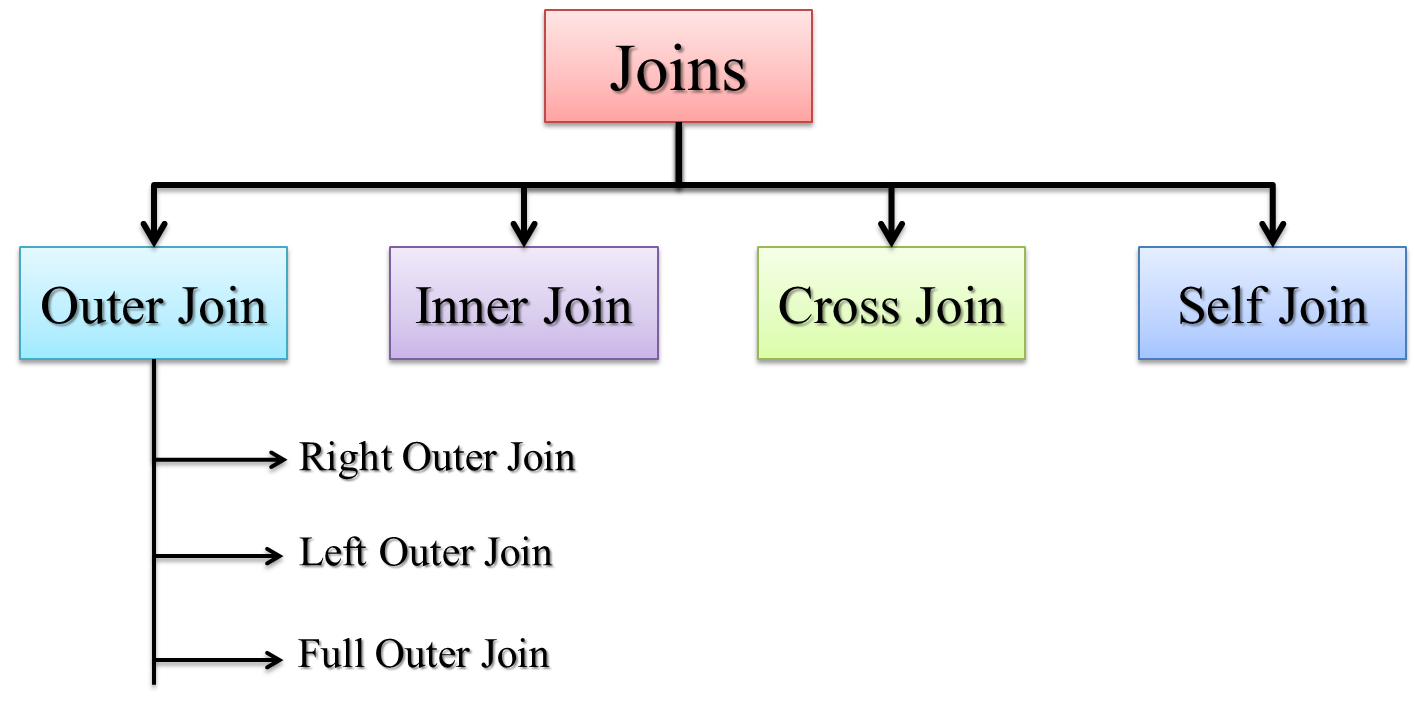 Joins
Outer Join
Inner Join
Cross Join
Self Join
Right Outer Join
Left Outer Join
Full Outer Join